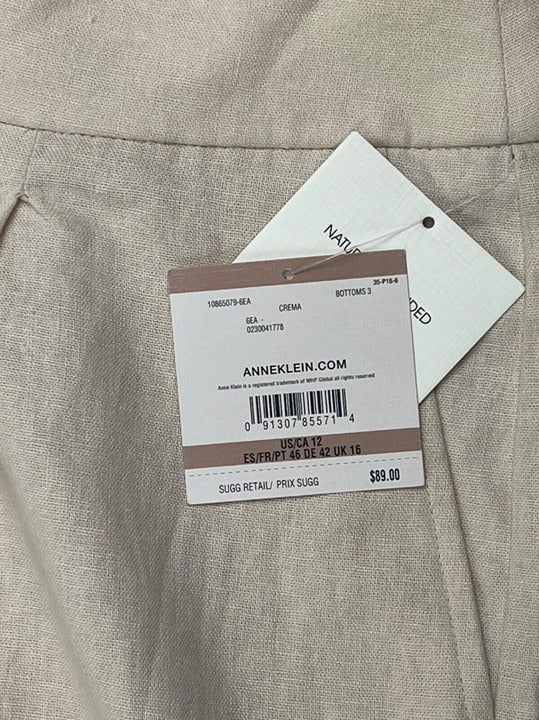 35-P18-6
10865079-6EA
CREMA
BOTTOMS 3
6EA -
0230041778
ANNEKLEIN.COM
Anne Klein is a registered trademark of WHP Global all rights reserved
0 91307 85571 4
US/CA 12
ES/FR/PT 46 DE 42 UK 16
SUGG RETAIL/ PRIX SUGG
$89.00